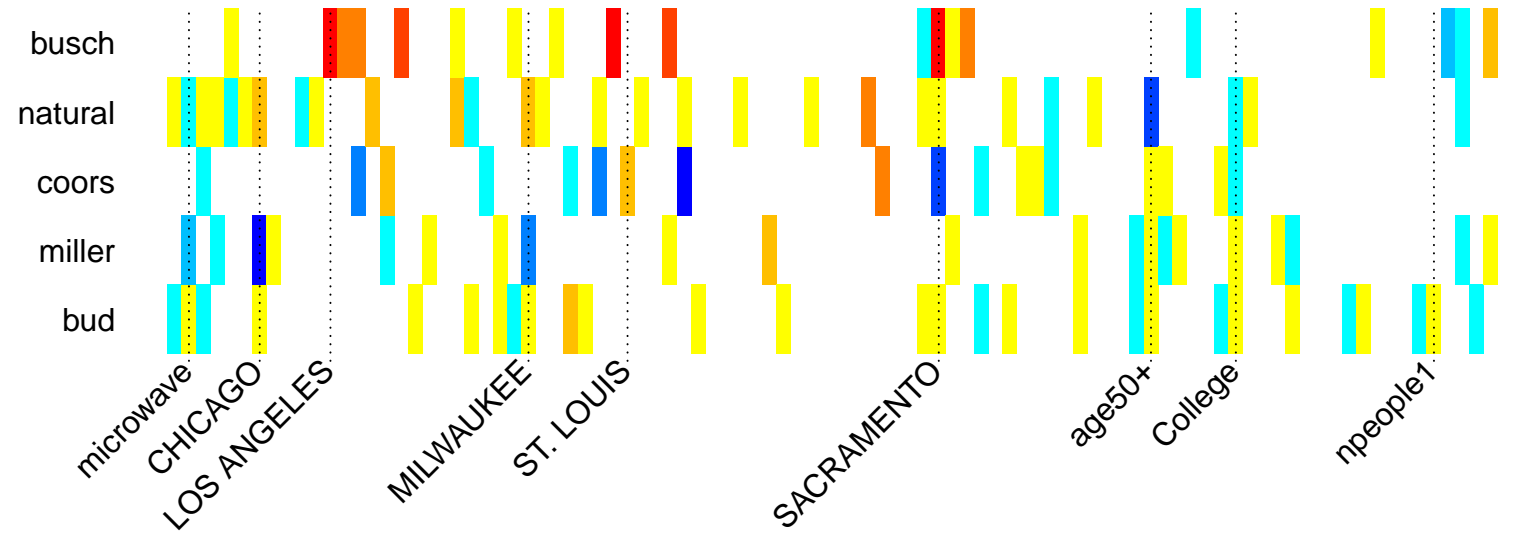 busch
natural
coors
miller
bud
microwave
CHICAGO
LOS ANGELES
MILWAUKEE
ST. LOUIS
SACRAMENTO
age50+
College
npeople1